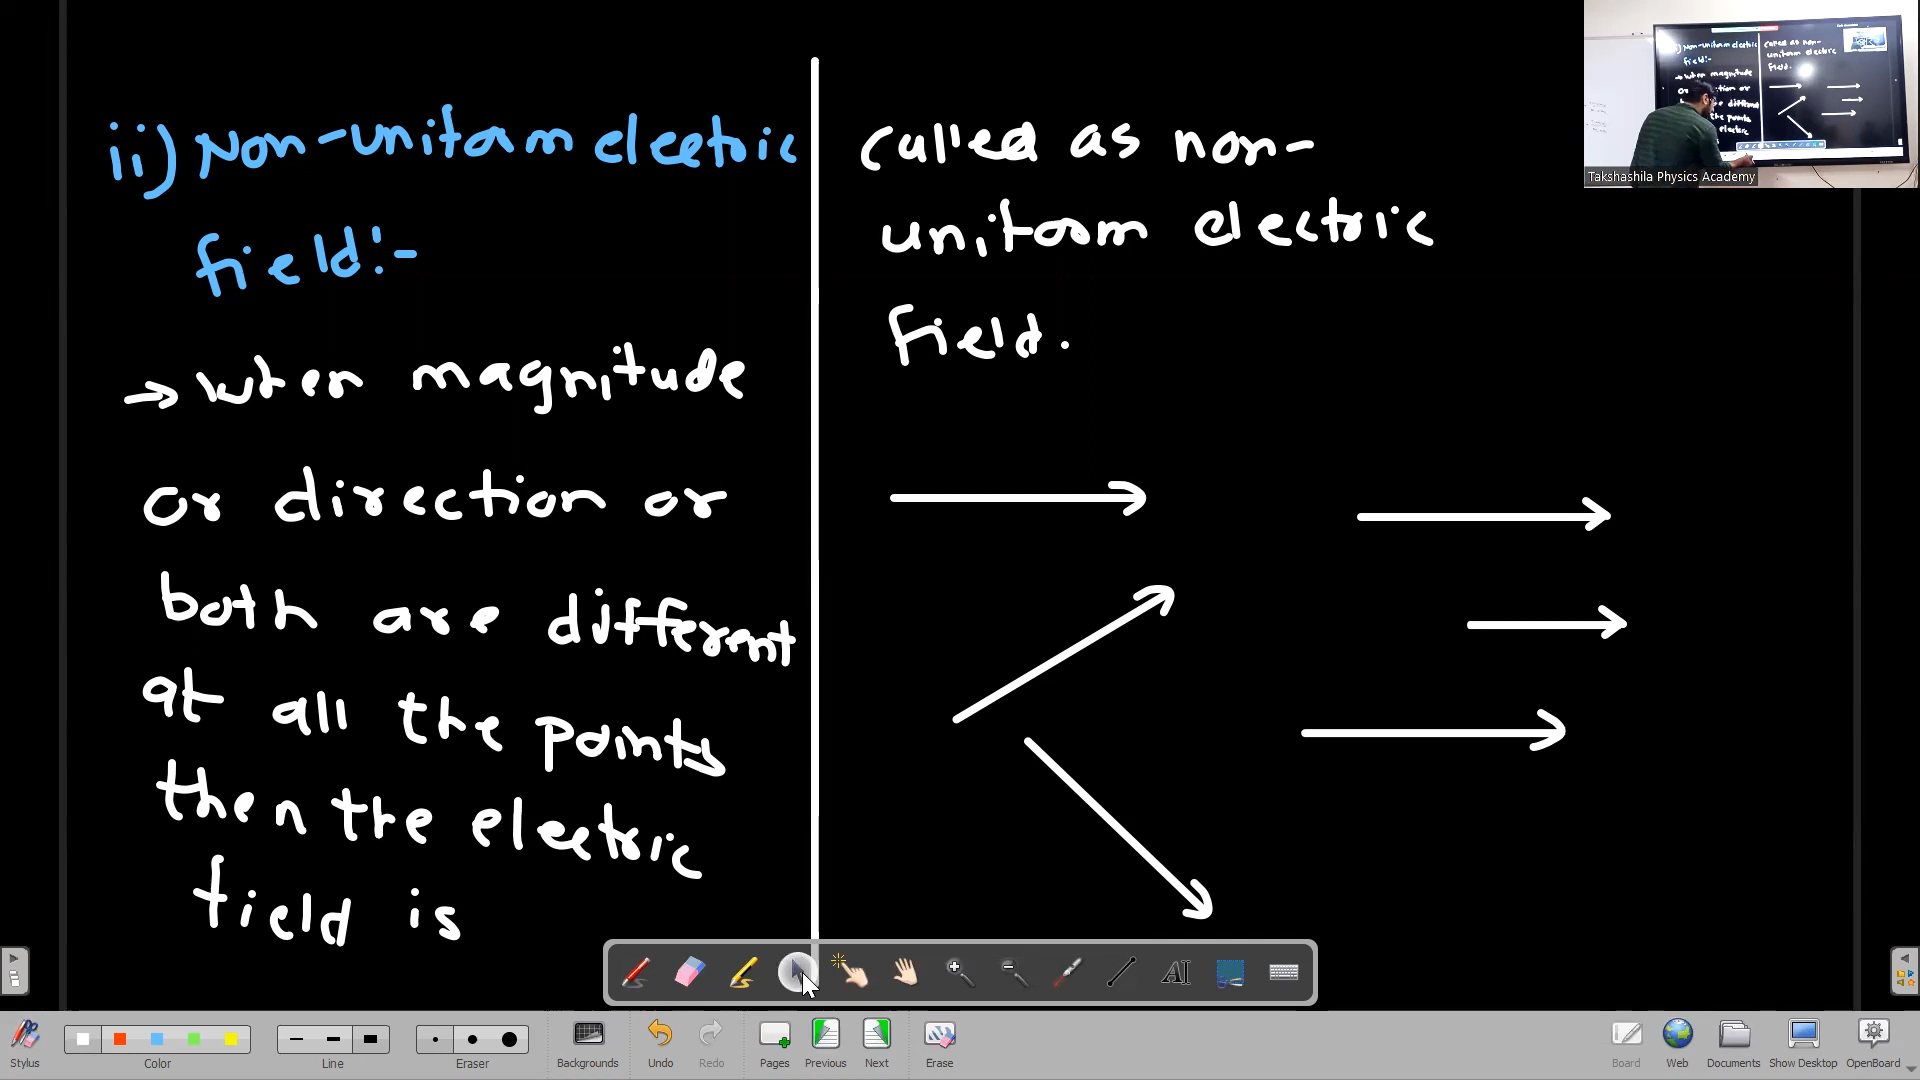 ii) Non-uniform electric
field:-
→ when magnitude
or direction or
both are different
at all the points
then the electric
field is
called as non-
uniform electric
field.
Takshashila Physics Academy
Stylus
Color
Line
Eraser
Backgrounds
Undo
Redo
Pages
Previous
Next
Erase
Board
Web
Documents
Show Desktop
OpenBoard